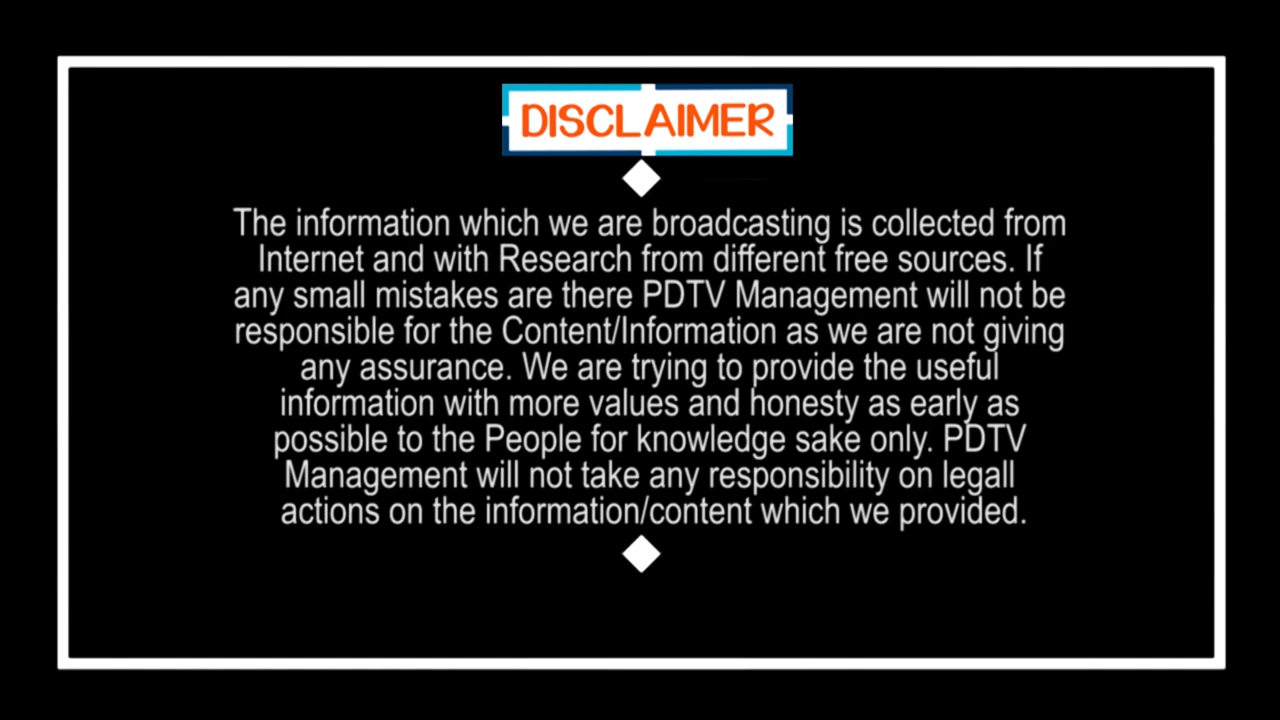 DISCLAIMER
The information which we are broadcasting is collected from
Internet and with Research from different free sources. If
any small mistakes are there PDTV Management will not be
responsible for the Content/Information as we are not giving
any assurance. We are trying to provide the useful
information with more values and honesty as early as
possible to the People for knowledge sake only. PDTV
Management will not take any responsibility on legall
actions on the information/content which we provided.